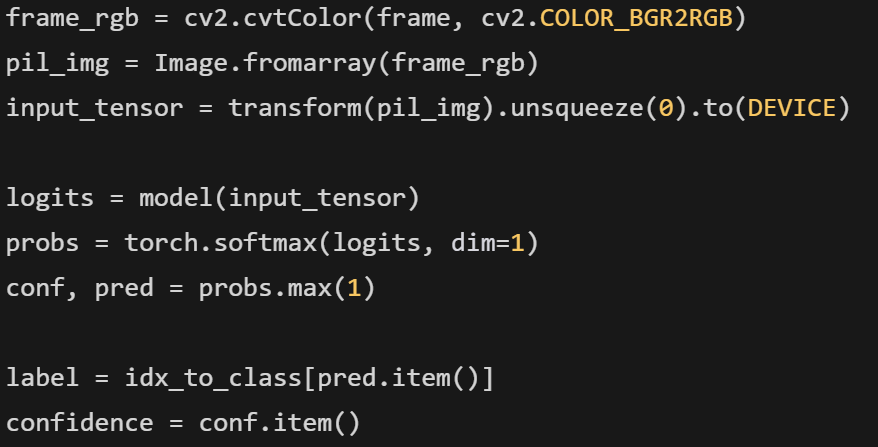 frame_rgb = cv2.cvtColor(frame, cv2.COLOR_BGR2RGB)
pil_img = Image.fromarray(frame_rgb)
input_tensor = transform(pil_img).unsqueeze(0).to(DEVICE)

logits = model(input_tensor)
probs = torch.softmax(logits, dim=1)
conf, pred = probs.max(1)

label = idx_to_class[pred.item()]
confidence = conf.item()